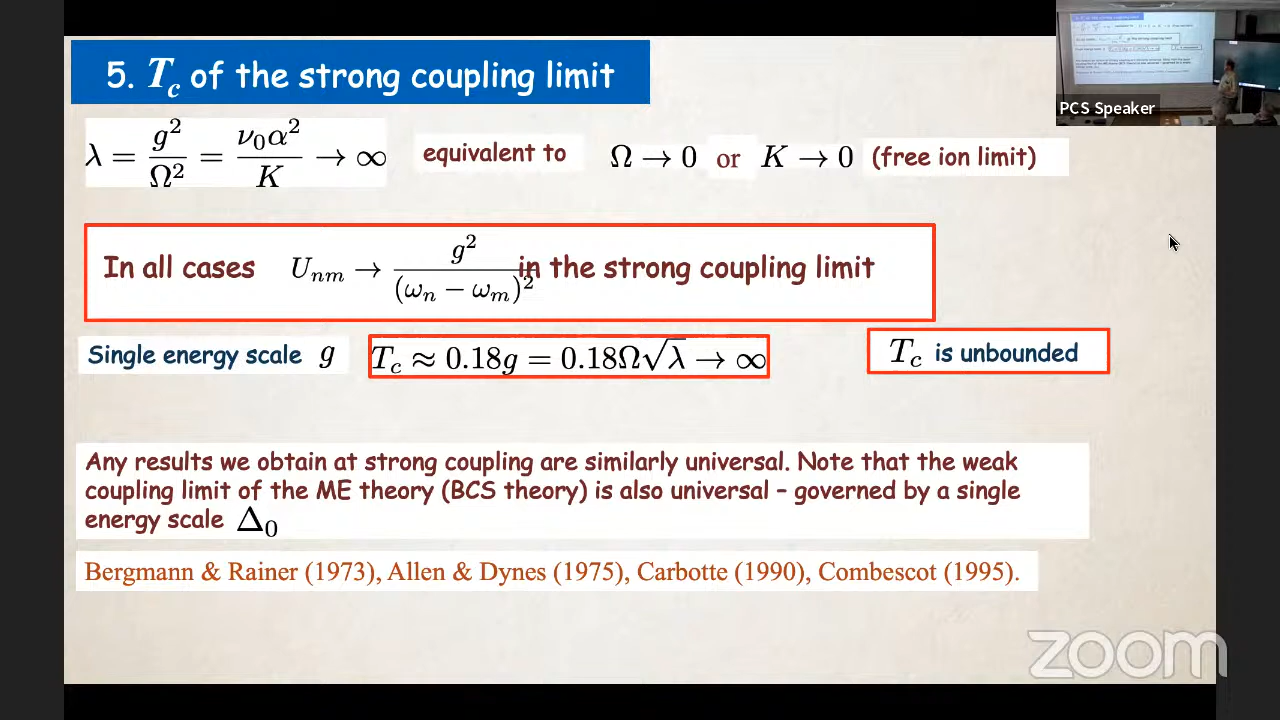 5. T_c of the strong coupling limit
λ = g²/Ω² = ν₀α²/K → ∞ equivalent to Ω → 0 or K → 0 (free ion limit)
In all cases U_nm → g²/(ω_n − ω_m)² in the strong coupling limit
Single energy scale g T_c ≈ 0.18g = 0.18Ω√λ → ∞ T_c is unbounded
Any results we obtain at strong coupling are similarly universal. Note that the weak
coupling limit of the ME theory (BCS theory) is also universal – governed by a single
energy scale Δ₀
Bergmann & Rainer (1973), Allen & Dynes (1975), Carbotte (1990), Combescot (1995).
PCS Speaker
zoom